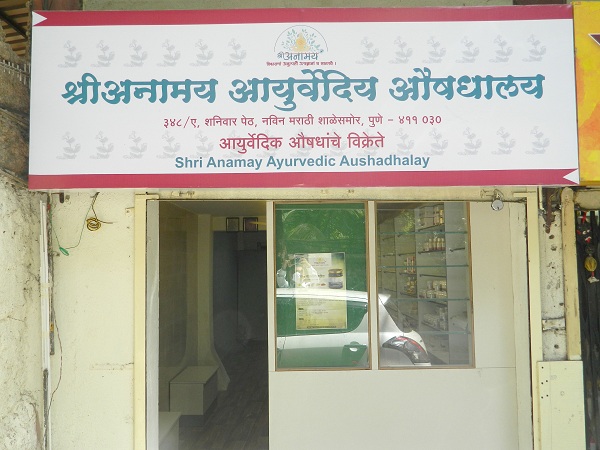 श्री अनामय
श्रीअनामय आयुर्वेदिय औषधालय
३४८/ए, शनिवार पेठ, नविन मराठी शाळेसमोर, पुणे - ४११ ०३०
आयुर्वेदिक औषधांचे विक्रेते
Shri Anamay Ayurvedic Aushadhalay